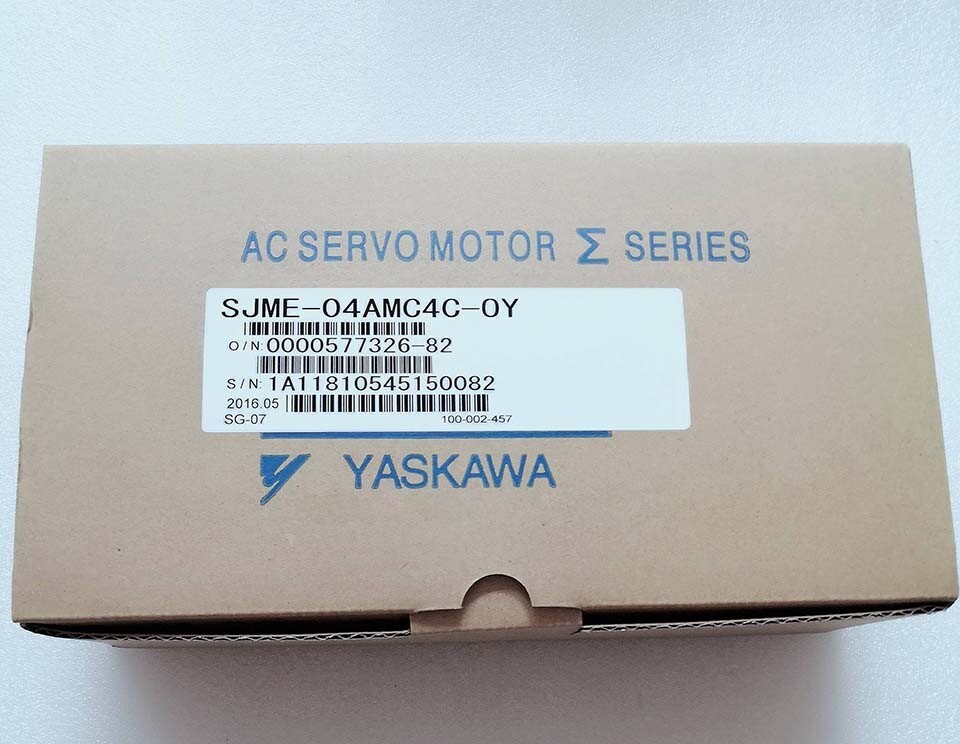 AC SERVO MOTOR Σ SERIES
SJME-04AMC4C-0Y
O/N:0000577326-82
S/N:1A11810545150082
2016.05
SG-07 100-002-457
YASKAWA